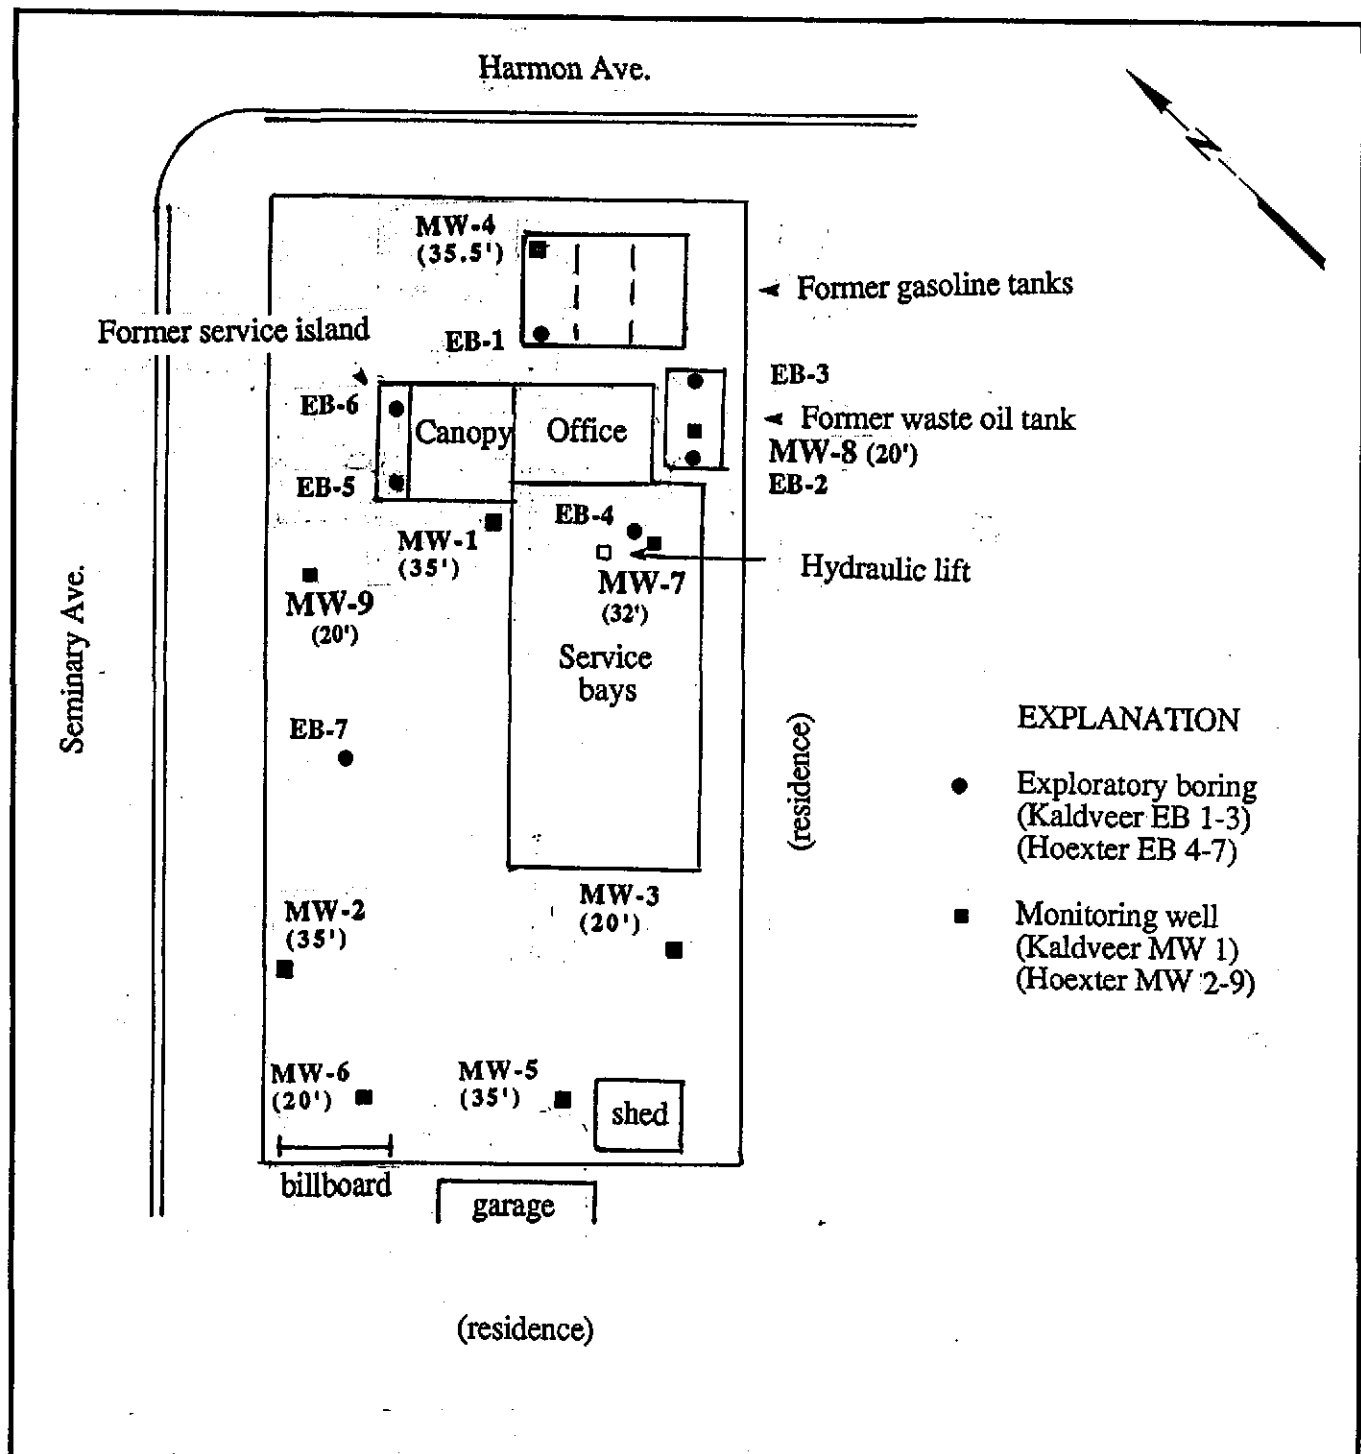 Harmon Ave.
N
MW-4
(35.5')
Former gasoline tanks
Former service island
EB-1
EB-3
EB-6
Canopy
Office
Former waste oil tank
MW-8 (20')
EB-2
EB-5
EB-4
MW-1
(35')
Hydraulic lift
MW-7
(32')
MW-9
(20')
Seminary Ave.
Service
bays
EB-7
(residence)
EXPLANATION
Exploratory boring
(Kaldveer EB 1-3)
(Hoexter EB 4-7)
MW-2
(35')
MW-3
(20')
Monitoring well
(Kaldveer MW 1)
(Hoexter MW 2-9)
MW-6
(20')
MW-5
(35')
shed
billboard
garage
(residence)